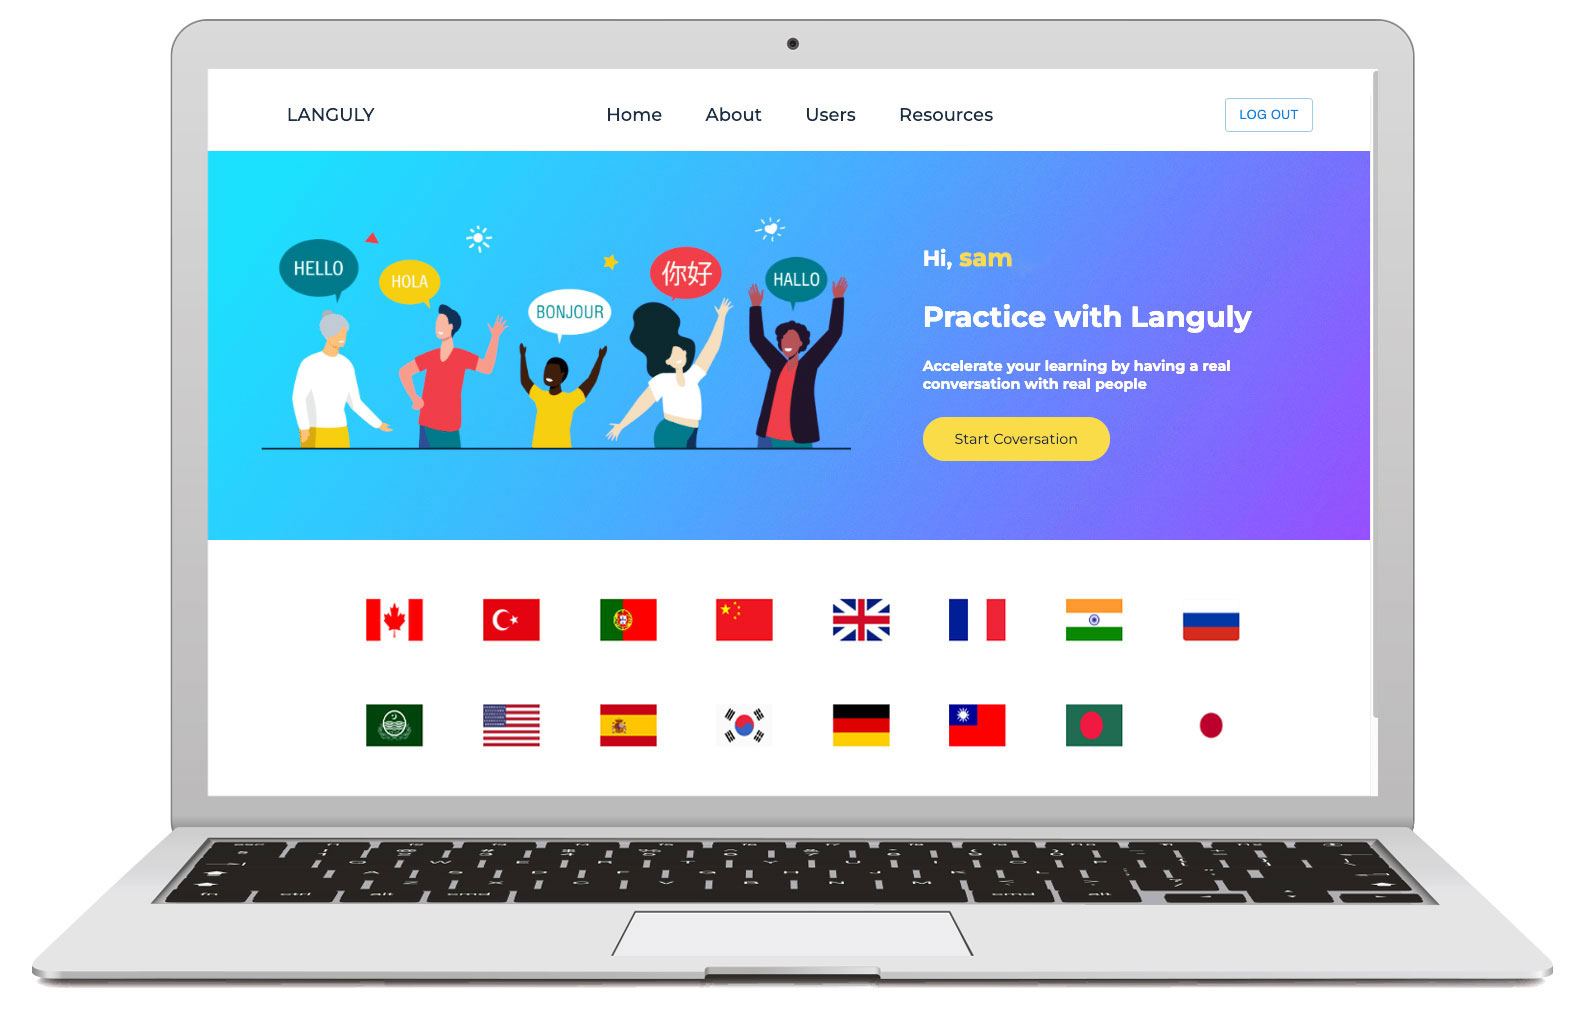 LANGULY
Home About Users Resources
LOG OUT
HELLO
HOLA
BONJOUR
你好
HALLO
Hi, sam
Practice with Languly
Accelerate your learning by having a real
conversation with real people
Start Coversation